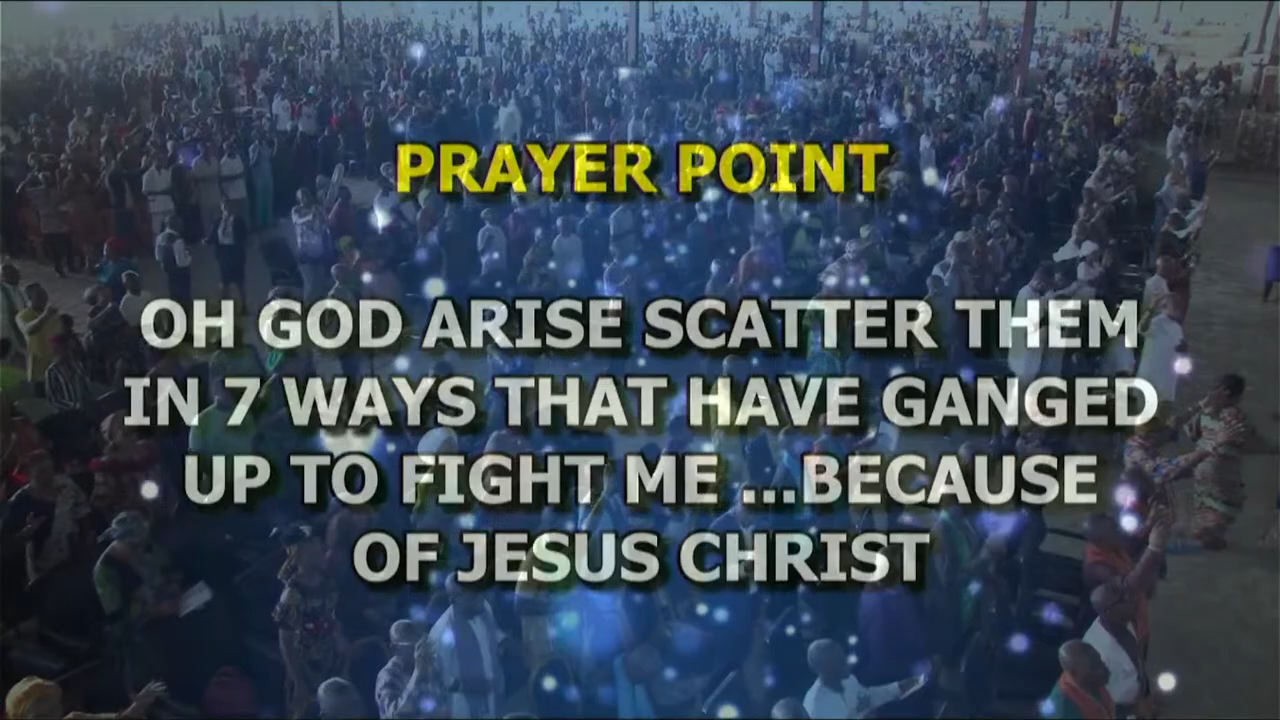 PRAYER POINT
OH GOD ARISE SCATTER THEM
IN 7 WAYS THAT HAVE GANGED
UP TO FIGHT ME ...BECAUSE
OF JESUS CHRIST